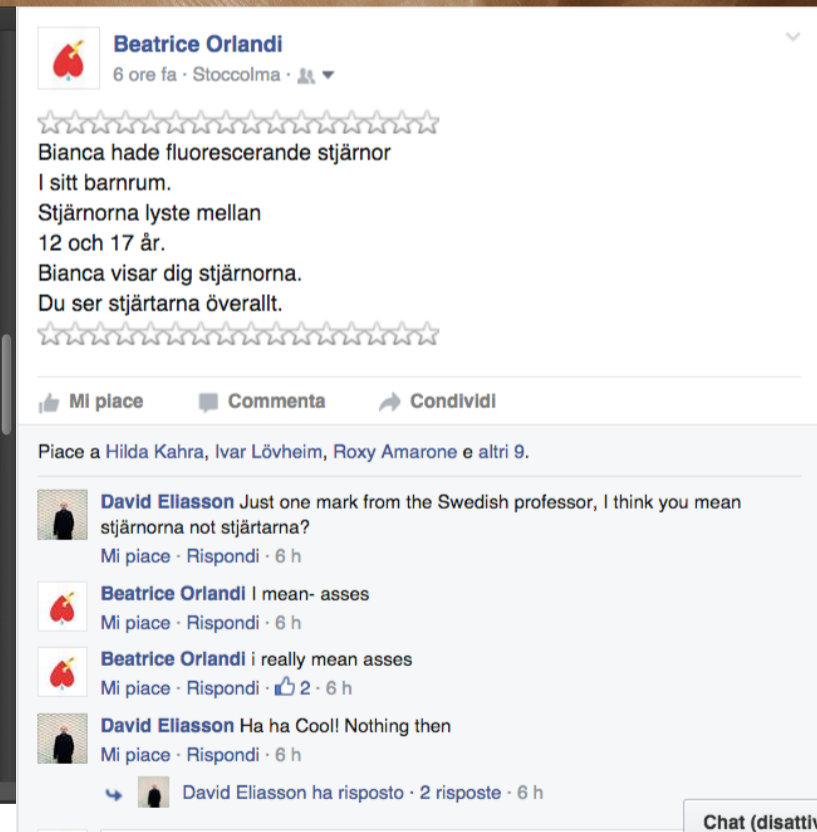 Beatrice Orlandi
6 ore fa · Stoccolma ·
Bianca hade fluorescerande stjärnor
I sitt barnrum.
Stjärnorna lyste mellan
12 och 17 år.
Bianca visar dig stjärnorna.
Du ser stjärtarna överallt.
Mi piace Commenta Condividi
Piace a Hilda Kahra, Ivar Lövheim, Roxy Amarone e altri 9.
David Eliasson Just one mark from the Swedish professor, I think you mean
stjärnorna not stjärtarna?
Mi piace · Rispondi · 6 h
Beatrice Orlandi I mean- asses
Mi piace · Rispondi · 6 h
Beatrice Orlandi i really mean asses
Mi piace · Rispondi · 2 · 6 h
David Eliasson Ha ha Cool! Nothing then
Mi piace · Rispondi · 6 h
David Eliasson ha risposto · 2 risposte · 6 h
Chat (disattiv